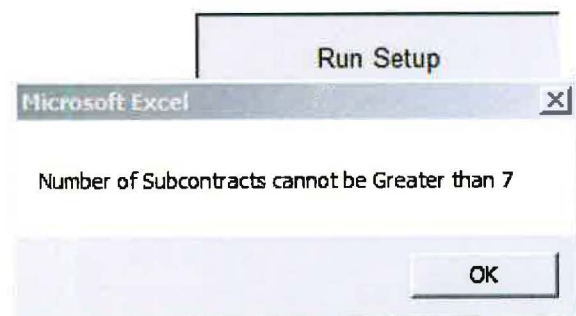 Run Setup
Microsoft Excel
Number of Subcontracts cannot be Greater than 7
OK